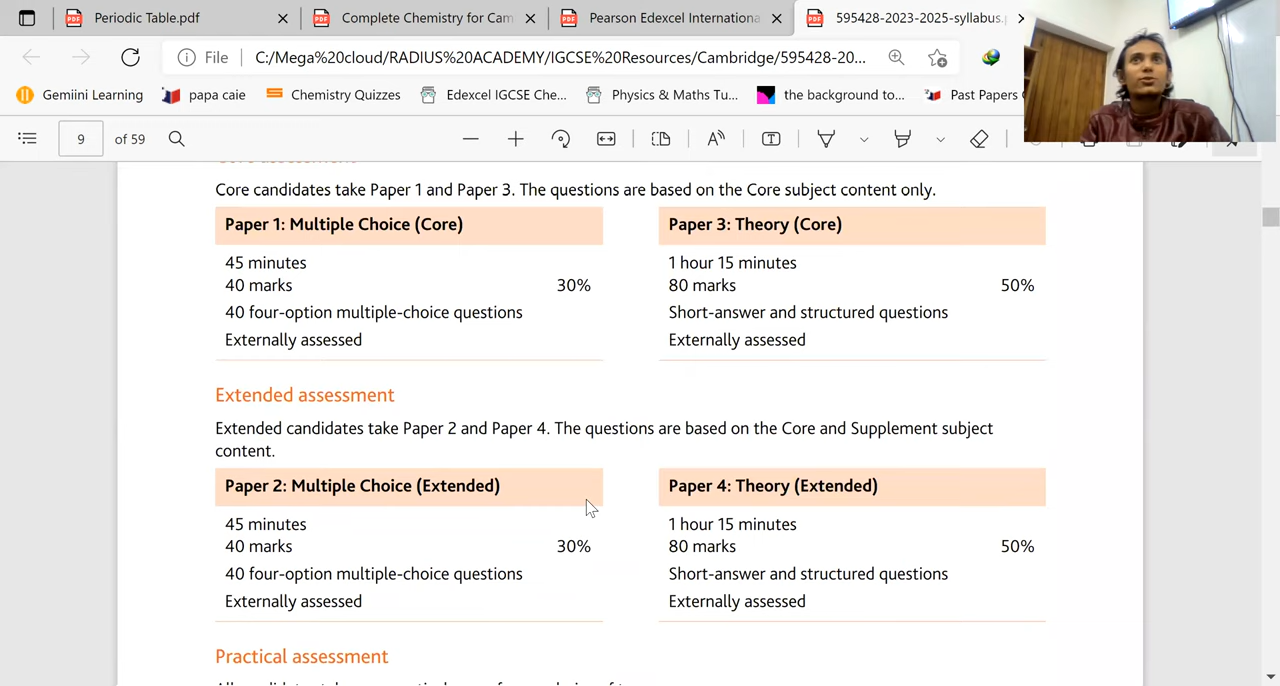 Periodic Table.pdf
Complete Chemistry for Cam
Pearson Edexcel Internationa
595428-2023-2025-syllabus.p
File
C:/Mega%20cloud/RADIUS%20ACADEMY/IGCSE%20Resources/Cambridge/595428-20...
Gemiini Learning
papa caie
Chemistry Quizzes
Edexcel IGCSE Che...
Physics & Maths Tu...
the background to...
Past Papers
9 of 59
Core assessment
Core candidates take Paper 1 and Paper 3. The questions are based on the Core subject content only.
Paper 1: Multiple Choice (Core)
45 minutes
40 marks 30%
40 four-option multiple-choice questions
Externally assessed
Paper 3: Theory (Core)
1 hour 15 minutes
80 marks 50%
Short-answer and structured questions
Externally assessed
Extended assessment
Extended candidates take Paper 2 and Paper 4. The questions are based on the Core and Supplement subject
content.
Paper 2: Multiple Choice (Extended)
45 minutes
40 marks 30%
40 four-option multiple-choice questions
Externally assessed
Paper 4: Theory (Extended)
1 hour 15 minutes
80 marks 50%
Short-answer and structured questions
Externally assessed
Practical assessment